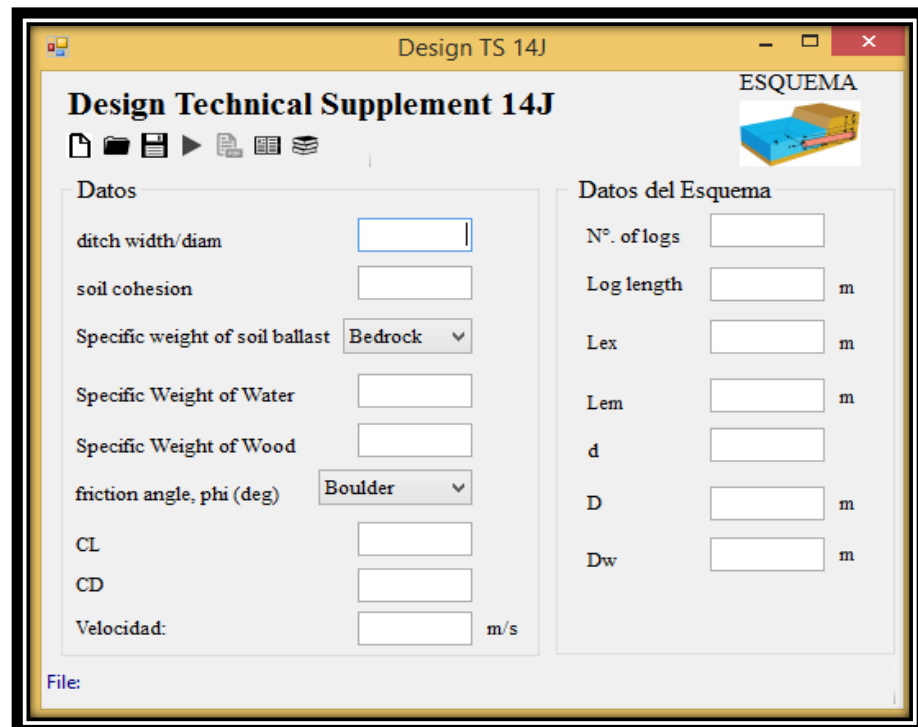 Design TS 14J
Design Technical Supplement 14J
ESQUEMA
Datos
ditch width/diam
soil cohesion
Specific weight of soil ballast Bedrock
Specific Weight of Water
Specific Weight of Wood
friction angle, phi (deg) Boulder
CL
CD
Velocidad: m/s
Datos del Esquema
N°. of logs
Log length m
Lex m
Lem m
d
D m
Dw m
File: